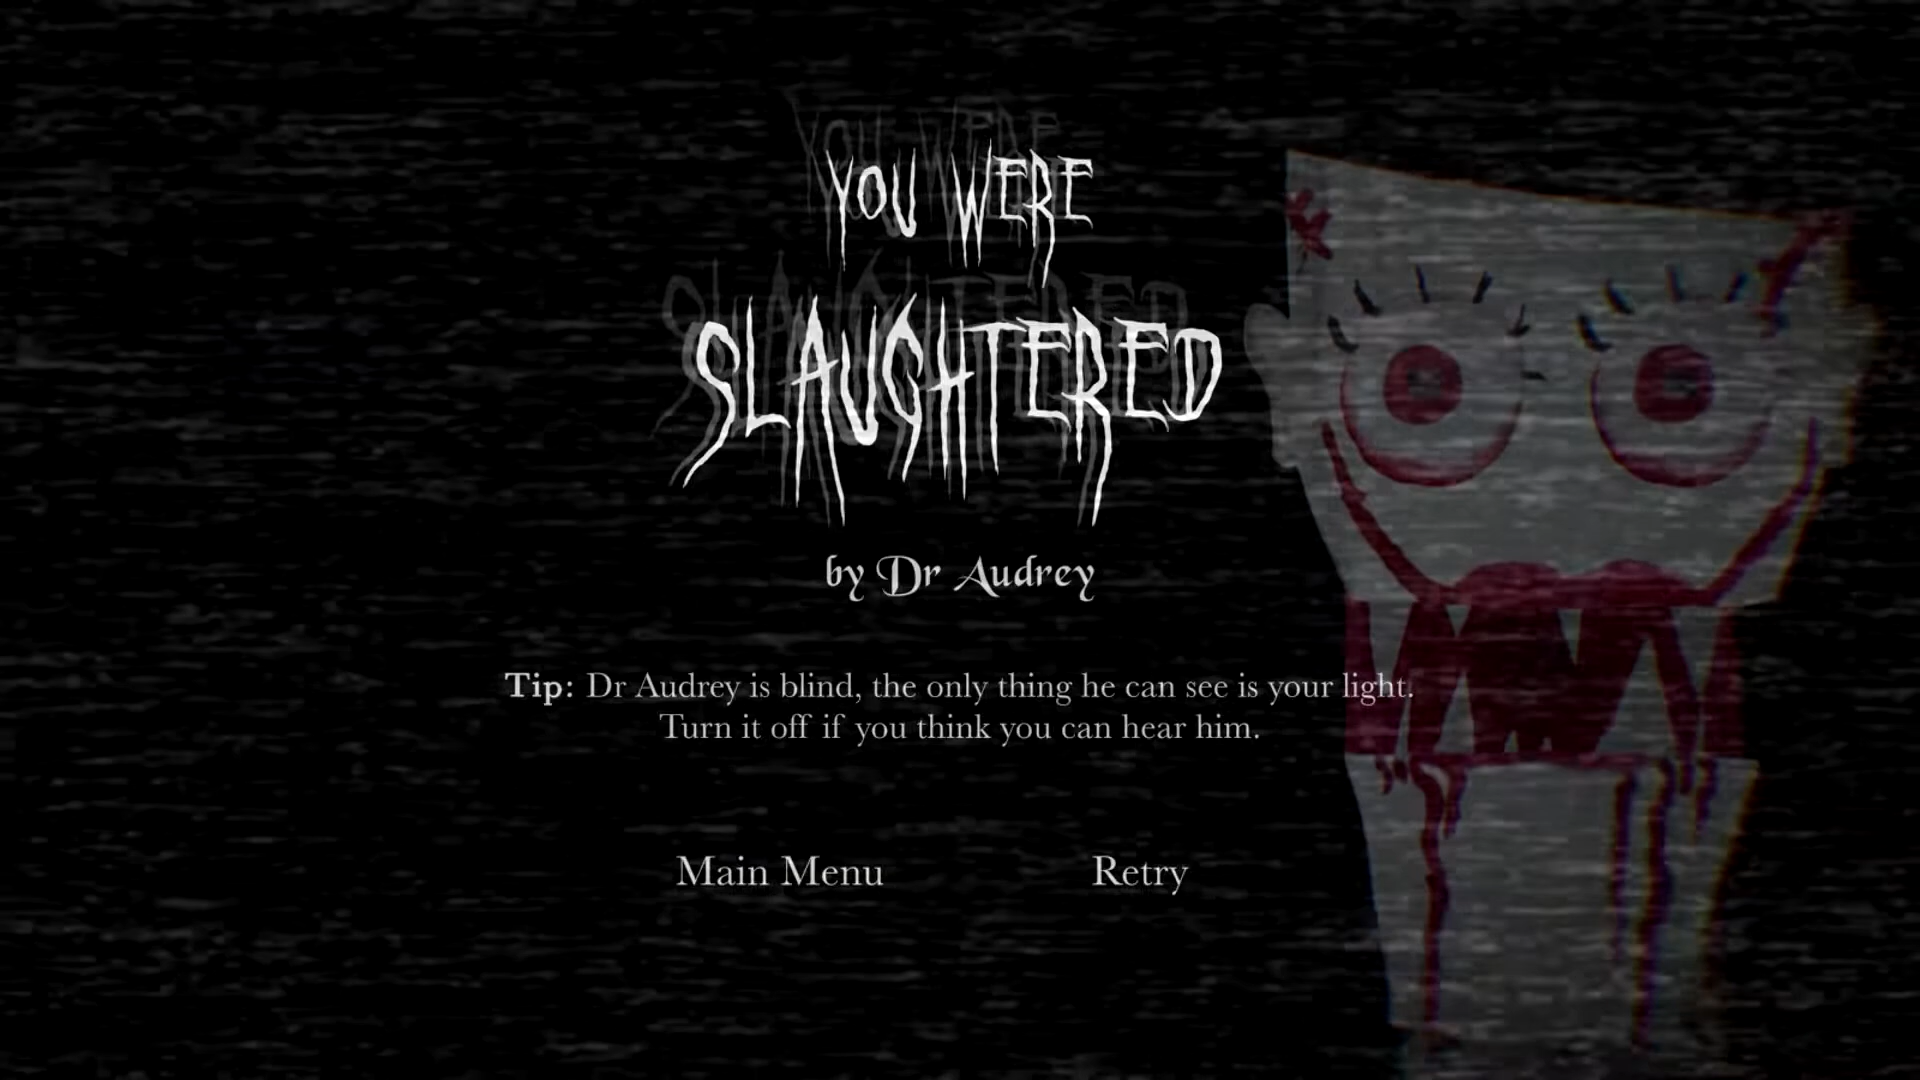 YOU WERE
SLAUGHTERED
by Dr Audrey
Tip: Dr Audrey is blind, the only thing he can see is your light.
Turn it off if you think you can hear him.
Main Menu
Retry